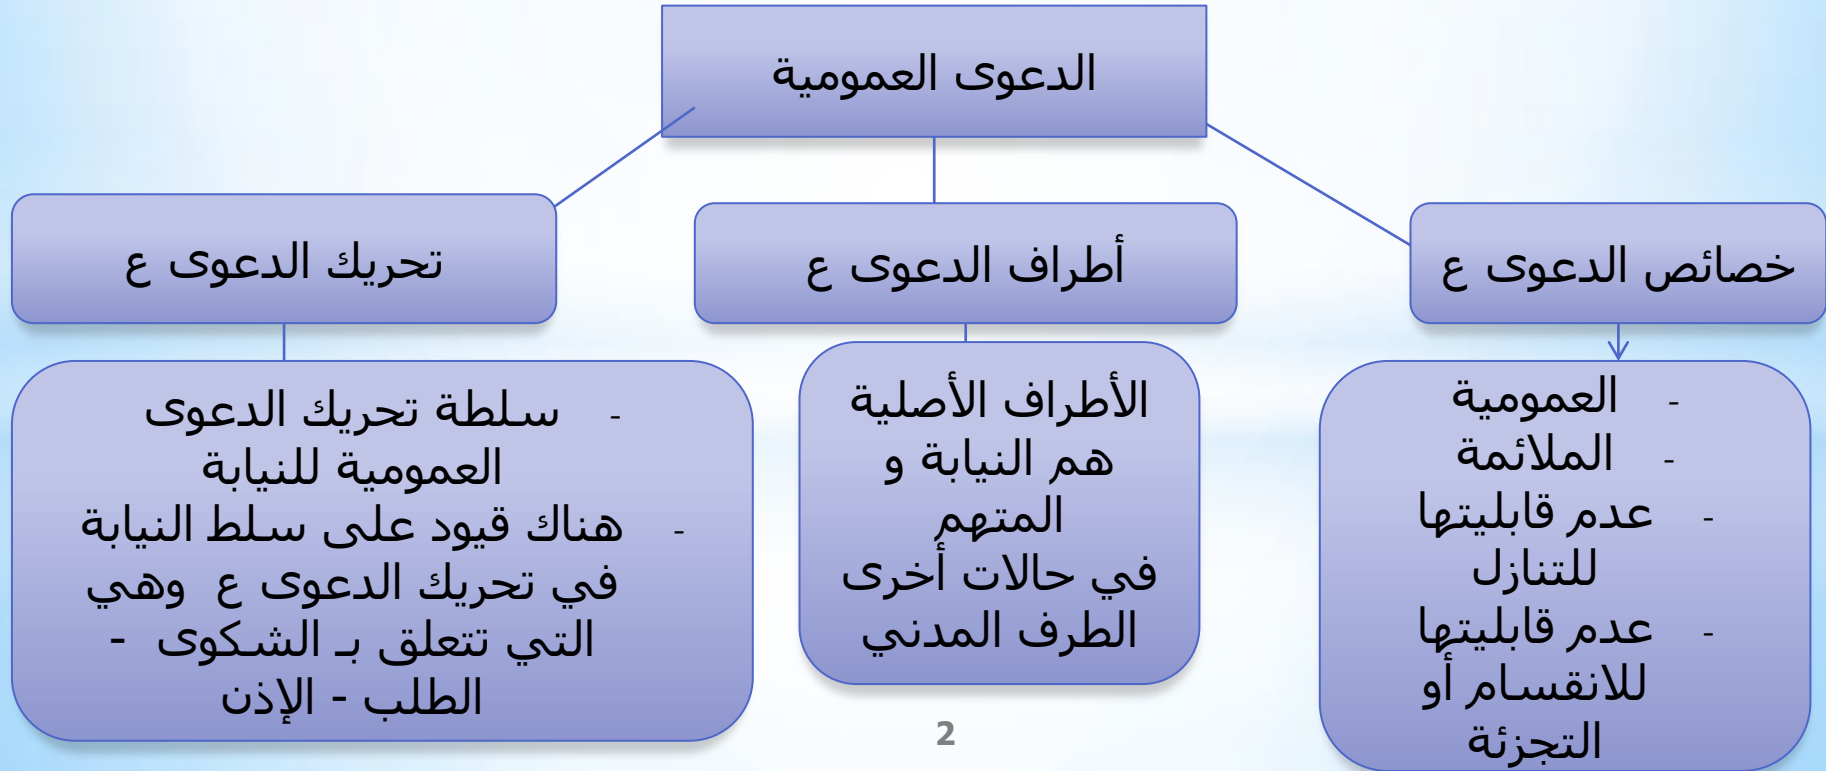 الدعوى العمومية
خصائص الدعوى ع
أطراف الدعوى ع
تحريك الدعوى ع
- العمومية
- الملائمة
- عدم قابليتها
للتنازل
- عدم قابليتها
للانقسام أو
التجزئة
الأطراف الأصلية
هم النيابة و
المتهم
في حالات أخرى
الطرف المدني
- سلطة تحريك الدعوى
العمومية للنيابة
- هناك قيود على سلط النيابة
في تحريك الدعوى ع وهي
التي تتعلق بـ الشكوى -
الطلب - الإذن
2